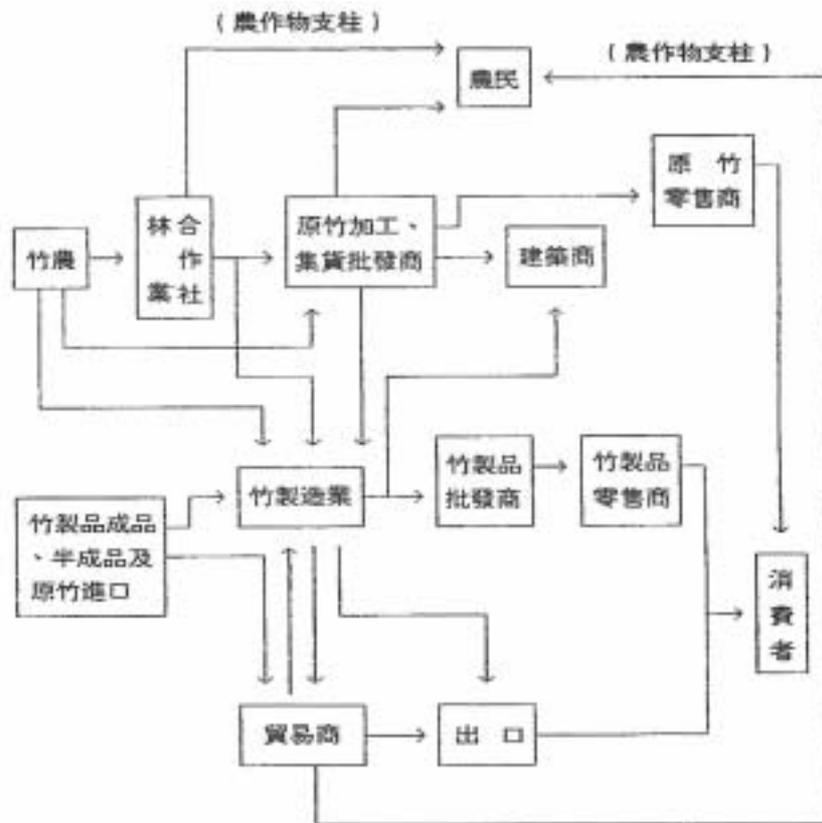 （農作物支柱）
（農作物支柱）
農民
原竹
零售商
竹農
林業
合作社
原竹加工、
集貨批發商
建築商
竹製造業
竹製品
批發商
竹製品
零售商
竹製品成品
、半成品及
原竹進口
消費者
貿易商
出口